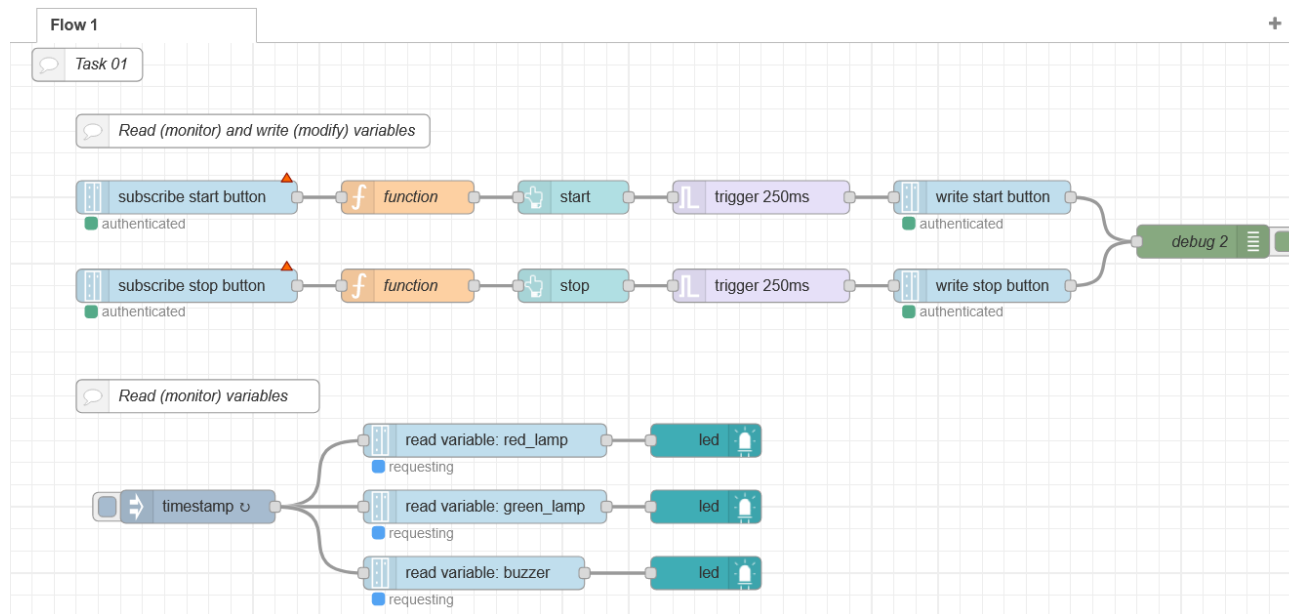 Flow 1
+
Task 01
Read (monitor) and write (modify) variables
subscribe start button
function
start
trigger 250ms
write start button
authenticated
authenticated
debug 2
subscribe stop button
function
stop
trigger 250ms
write stop button
authenticated
authenticated
Read (monitor) variables
read variable: red_lamp
led
requesting
timestamp ↻
read variable: green_lamp
led
requesting
read variable: buzzer
led
requesting